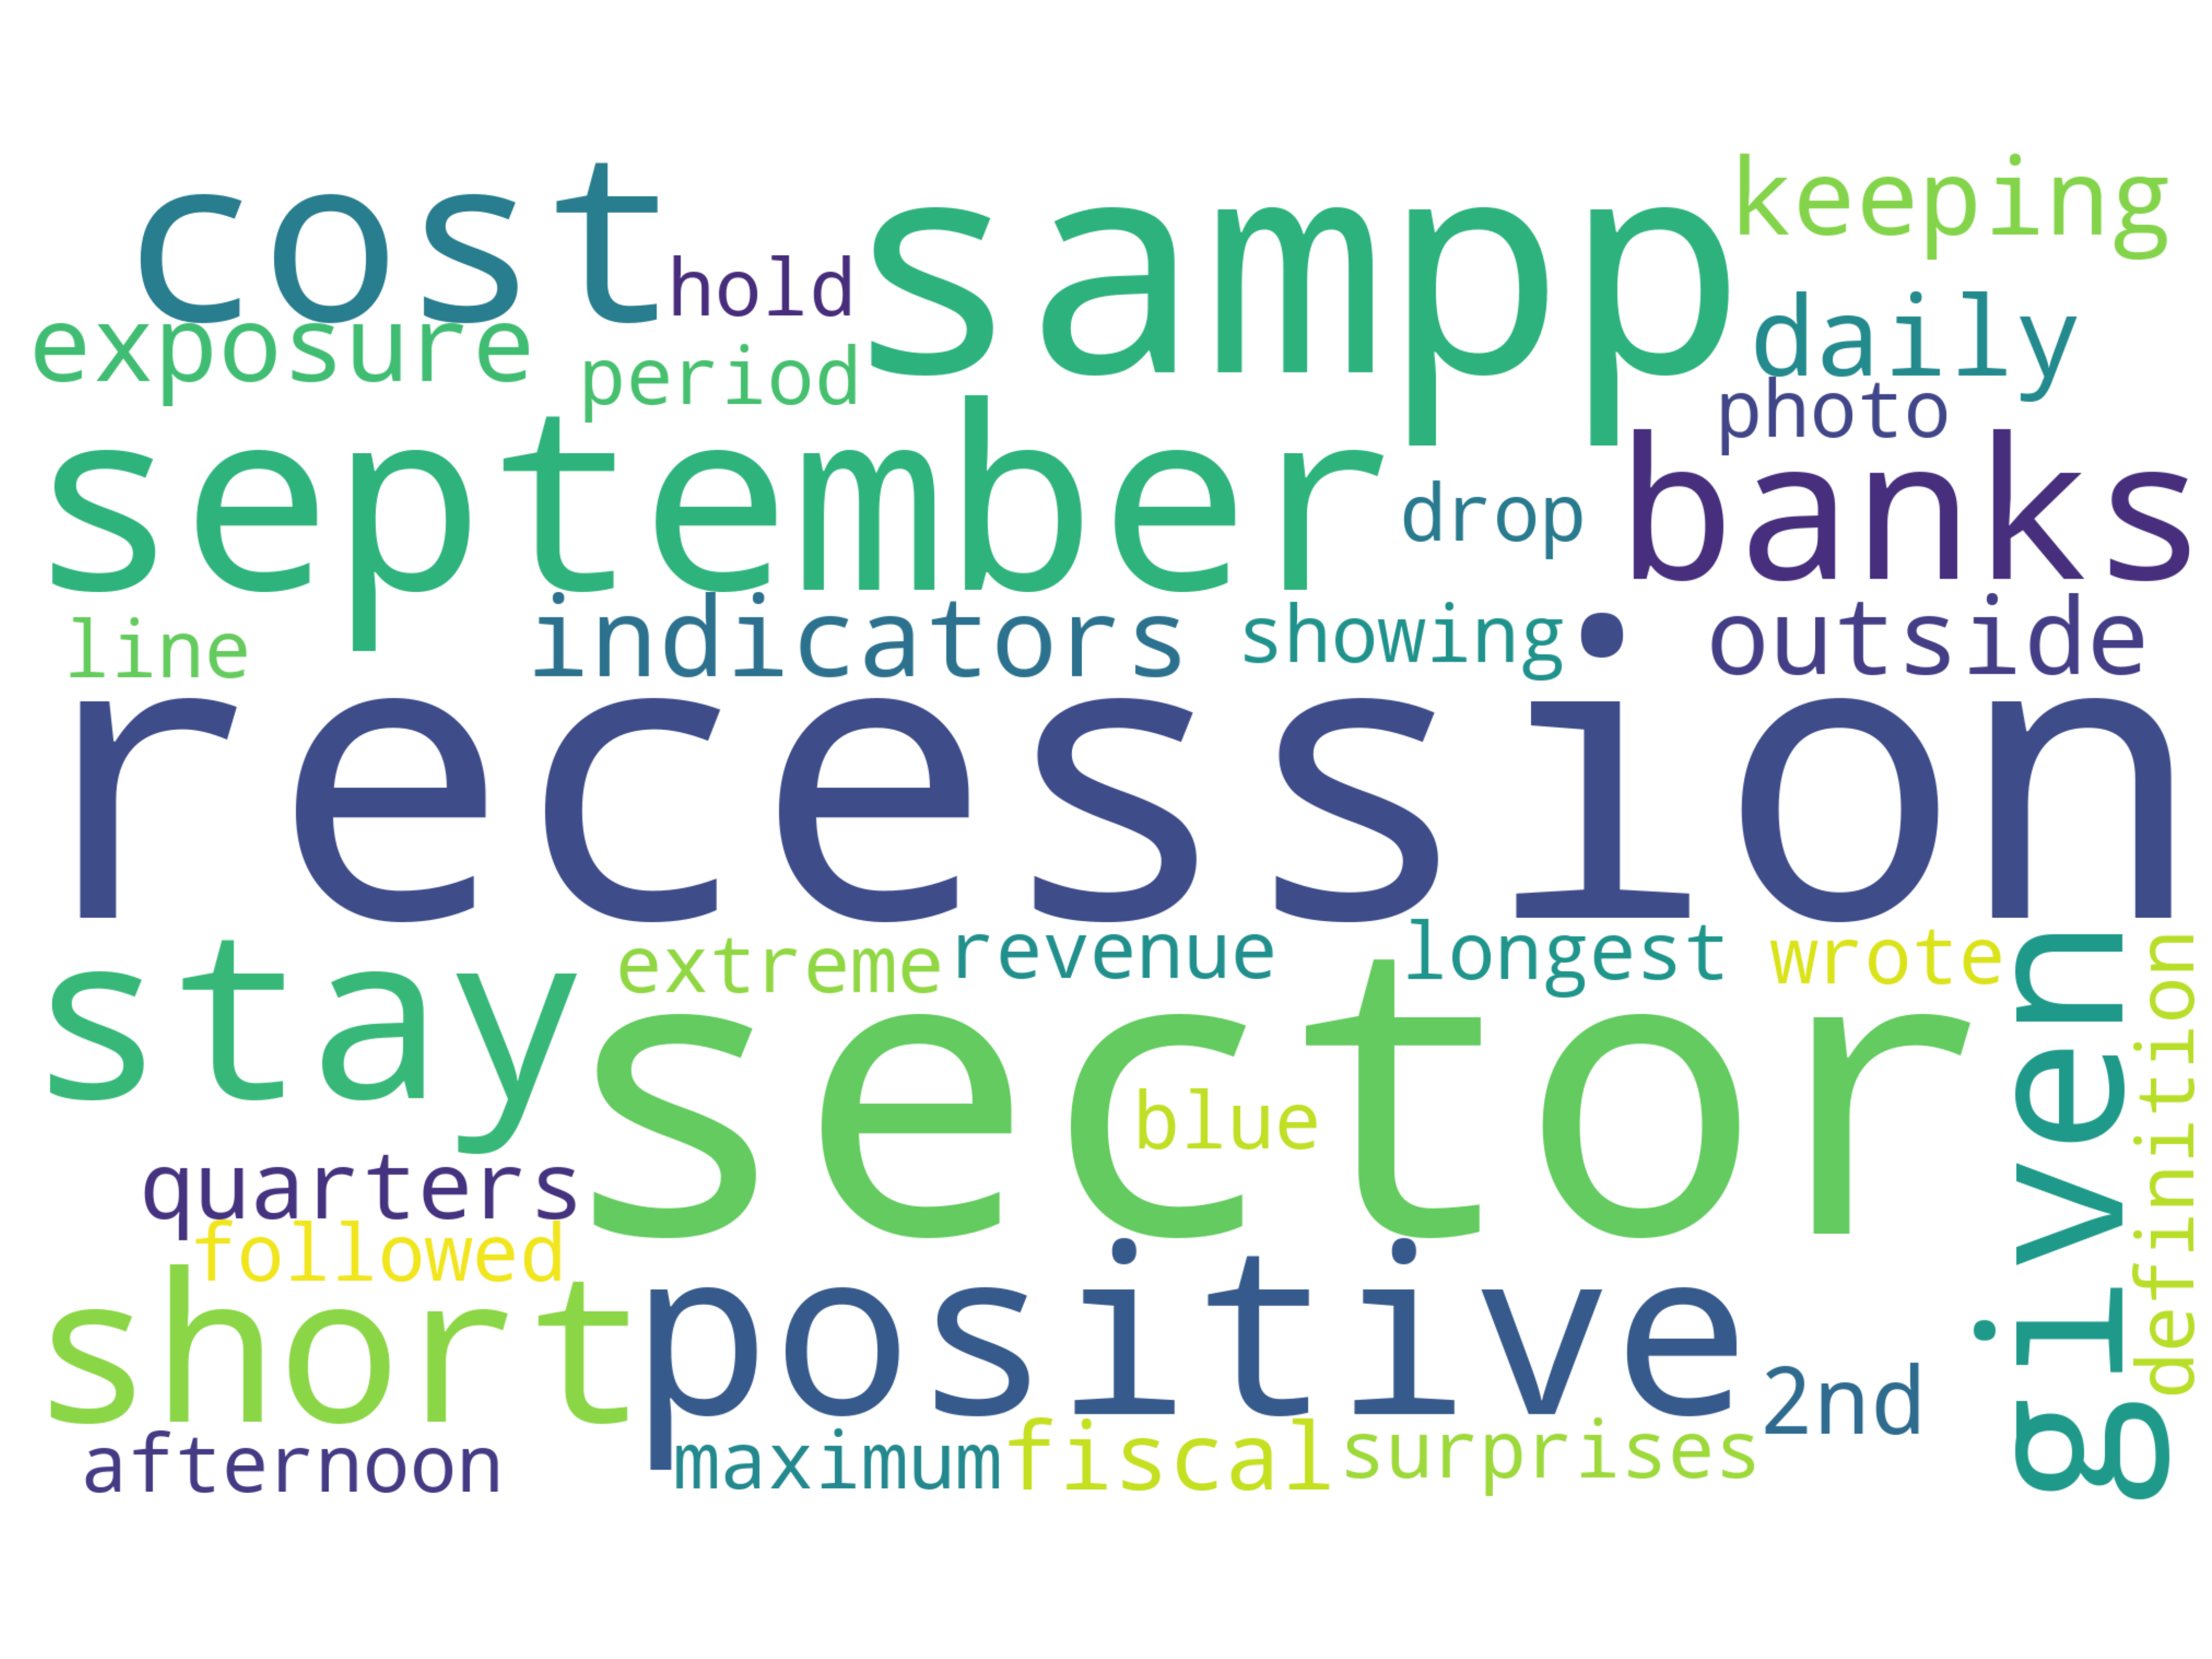 cost sampp keeping
hold
exposure period daily
photo
september drop banks
line indicators showing • outside
recession
extreme revenue longest wrote
stay sector given definition
blue
quarters
followed
short positive 2nd
afternoon maximum fiscal surprises